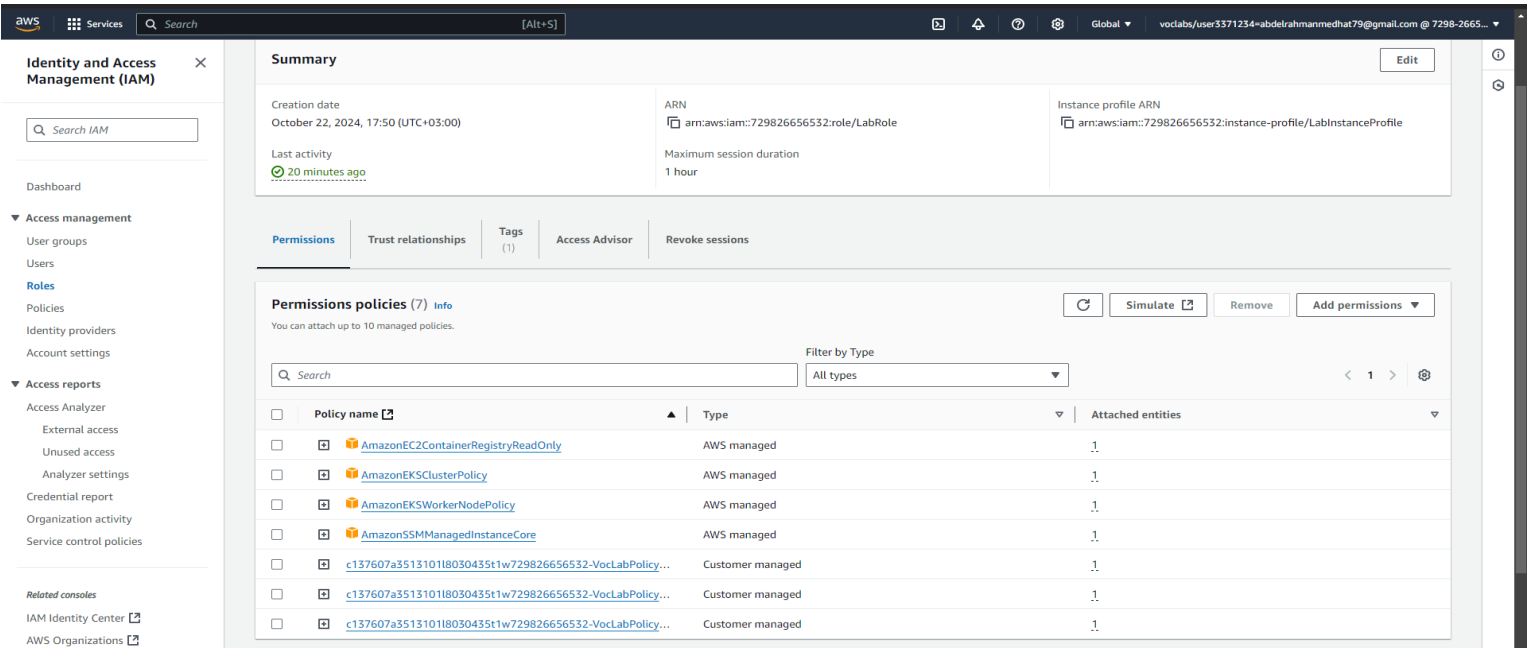 aws Services Search [Alt+S] Global ▼ voclabs/user3371234=abdelrahmanmedhat79@gmail.com @ 7298-2665... ▼
Identity and Access
Management (IAM)
Search IAM
Dashboard
Access management
User groups
Users
Roles
Policies
Identity providers
Account settings
Access reports
Access Analyzer
External access
Unused access
Analyzer settings
Credential report
Organization activity
Service control policies
Related consoles
IAM Identity Center
AWS Organizations
Summary Edit
Creation date ARN Instance profile ARN
October 22, 2024, 17:50 (UTC+03:00) arn:aws:iam::729826656532:role/LabRole arn:aws:iam::729826656532:instance-profile/LabInstanceProfile
Last activity Maximum session duration
20 minutes ago 1 hour
Permissions Trust relationships Tags (1) Access Advisor Revoke sessions
Permissions policies (7) Info Simulate Remove Add permissions ▼
You can attach up to 10 managed policies.
Filter by Type
Search All types 1
Policy name Type Attached entities
AmazonEC2ContainerRegistryReadOnly AWS managed 1
AmazonEKSClusterPolicy AWS managed 1
AmazonEKSWorkerNodePolicy AWS managed 1
AmazonSSMManagedInstanceCore AWS managed 1
c137607a3513101l8030435t1w729826656532-VocLabPolicy... Customer managed 1
c137607a3513101l8030435t1w729826656532-VocLabPolicy... Customer managed 1
c137607a3513101l8030435t1w729826656532-VocLabPolicy... Customer managed 1